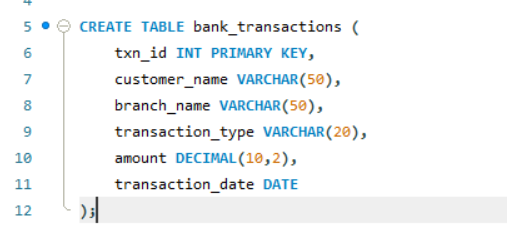 5 CREATE TABLE bank_transactions (
6 txn_id INT PRIMARY KEY,
7 customer_name VARCHAR(50),
8 branch_name VARCHAR(50),
9 transaction_type VARCHAR(20),
10 amount DECIMAL(10,2),
11 transaction_date DATE
12 );